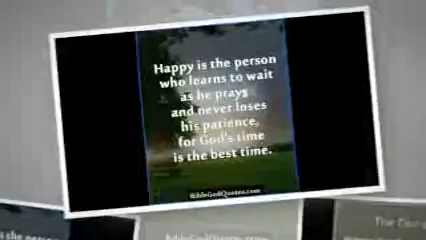 Happy is the person
who learns to wait
as he prays
and never loses
his patience,
for God's time
is the best time.
BibleGodQuotes.com